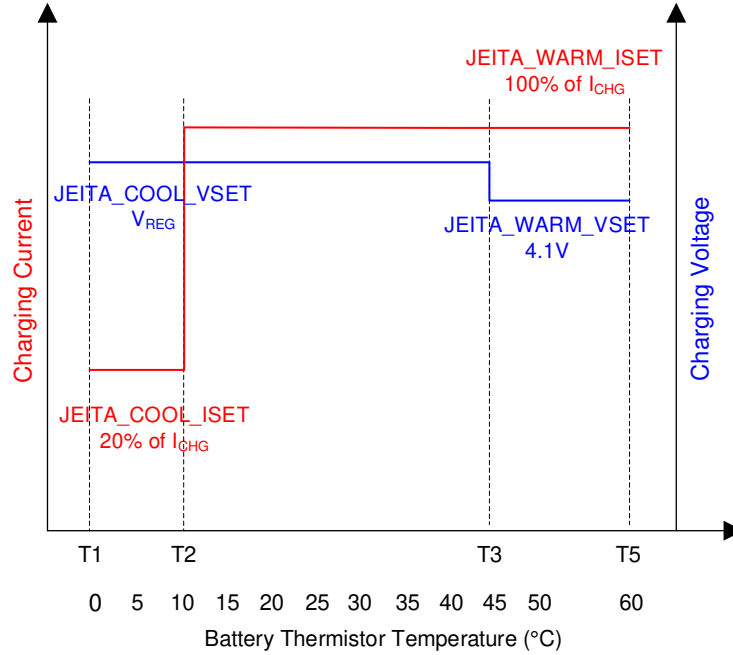 JEITA_WARM_ISET
100% of ICHG
JEITA_COOL_VSET
VREG
JEITA_WARM_VSET
4.1V
Charging Current
Charging Voltage
JEITA_COOL_ISET
20% of ICHG
T1 T2 T3 T5
0 5 10 15 20 25 30 35 40 45 50 60
Battery Thermistor Temperature (°C)